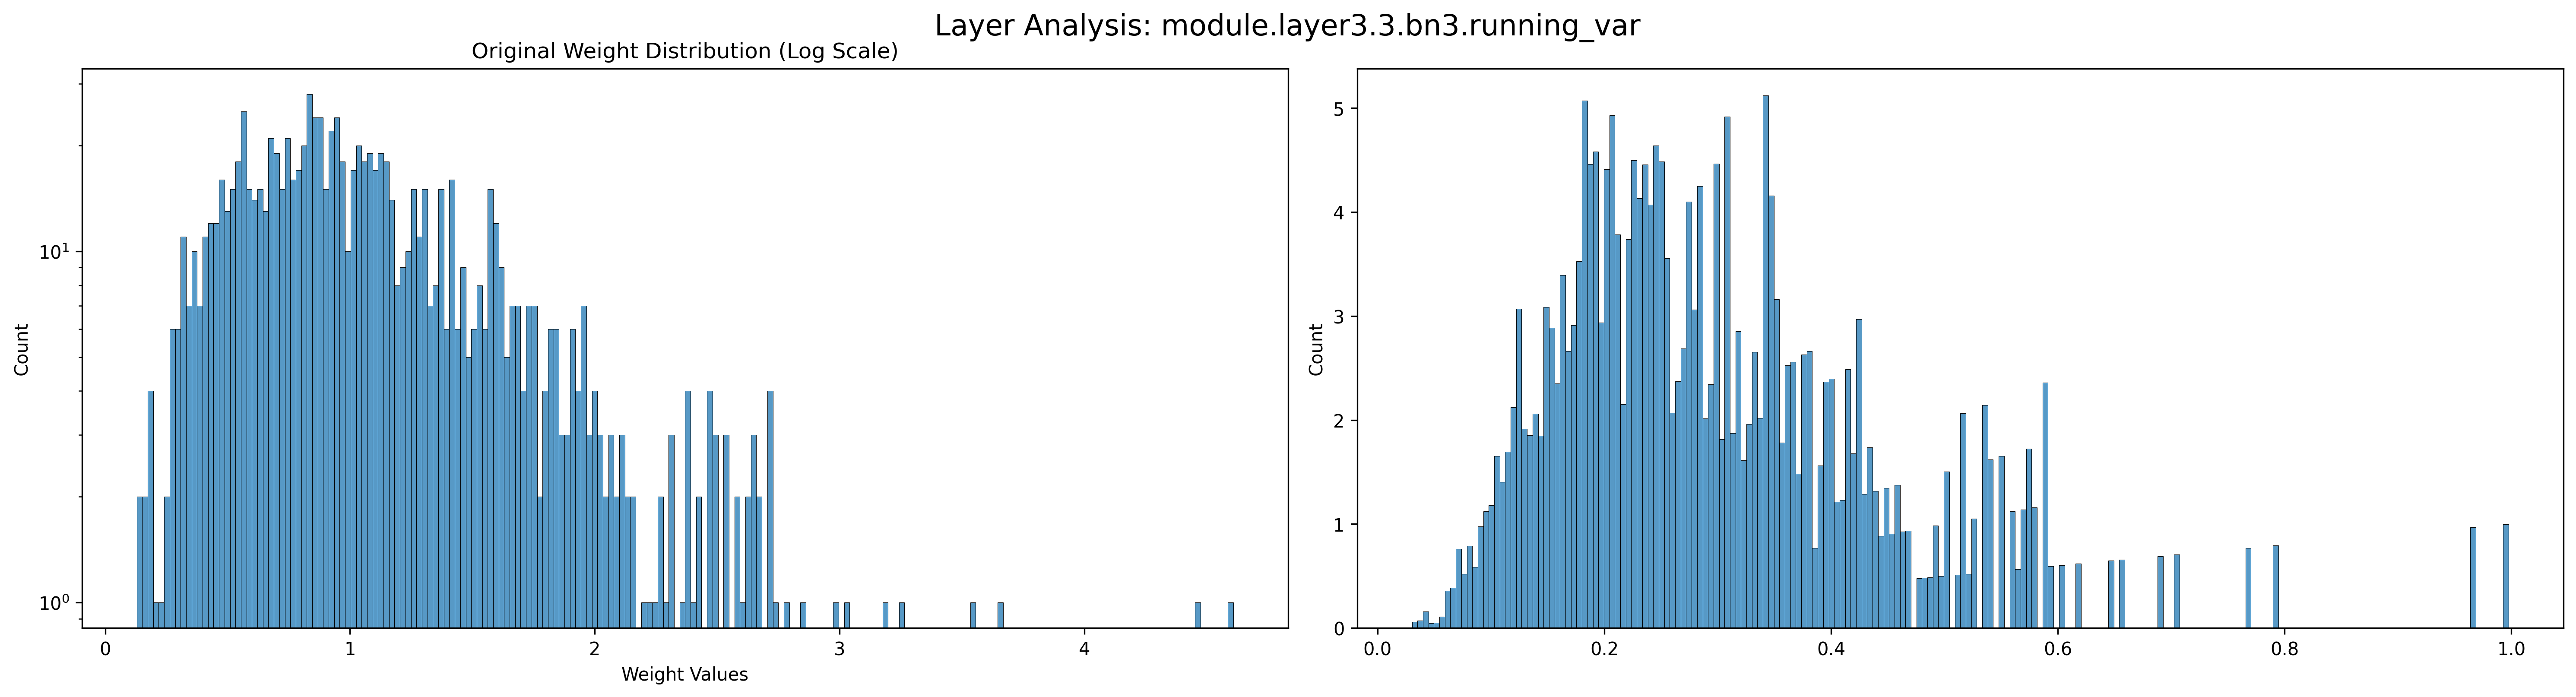 Layer Analysis: module.layer3.3.bn3.running_var
Original Weight Distribution (Log Scale)
Count
10¹
10⁰
0 1 2 3 4
Weight Values
Count
5
4
3
2
1
0
0.0 0.2 0.4 0.6 0.8 1.0